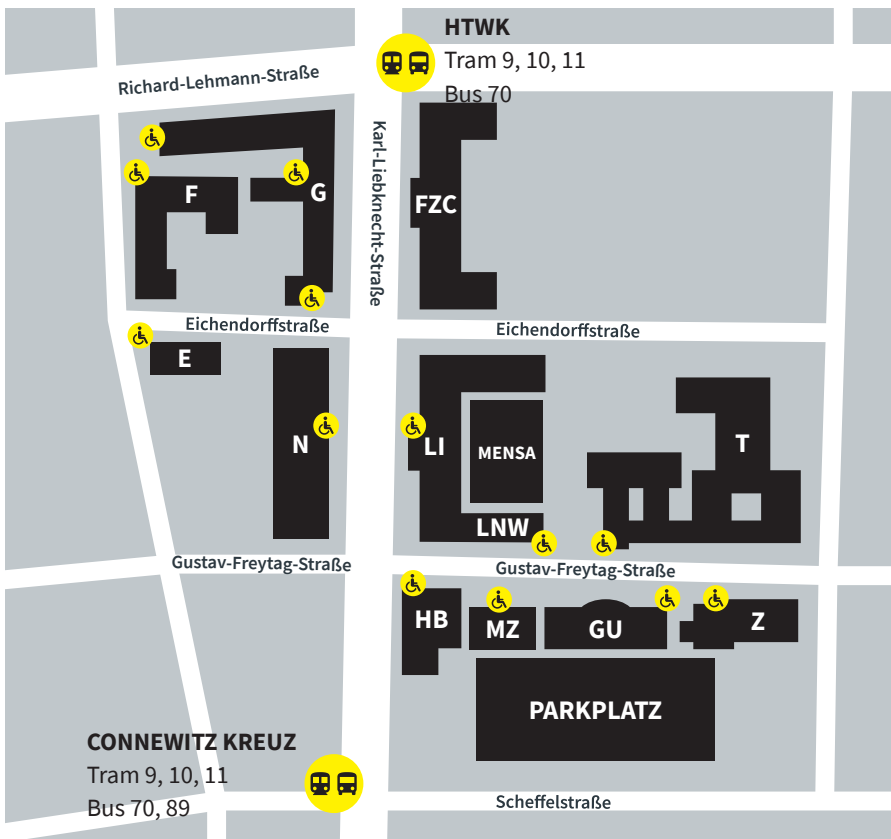 HTWK
Tram 9, 10, 11
Bus 70
Richard-Lehmann-Straße
Karl-Liebknecht-Straße
F
G
FZC
Eichendorffstraße
Eichendorffstraße
E
N
LI
MENSA
T
LNW
Gustav-Freytag-Straße
Gustav-Freytag-Straße
HB
MZ
GU
Z
PARKPLATZ
CONNEWITZ KREUZ
Tram 9, 10, 11
Bus 70, 89
Scheffelstraße